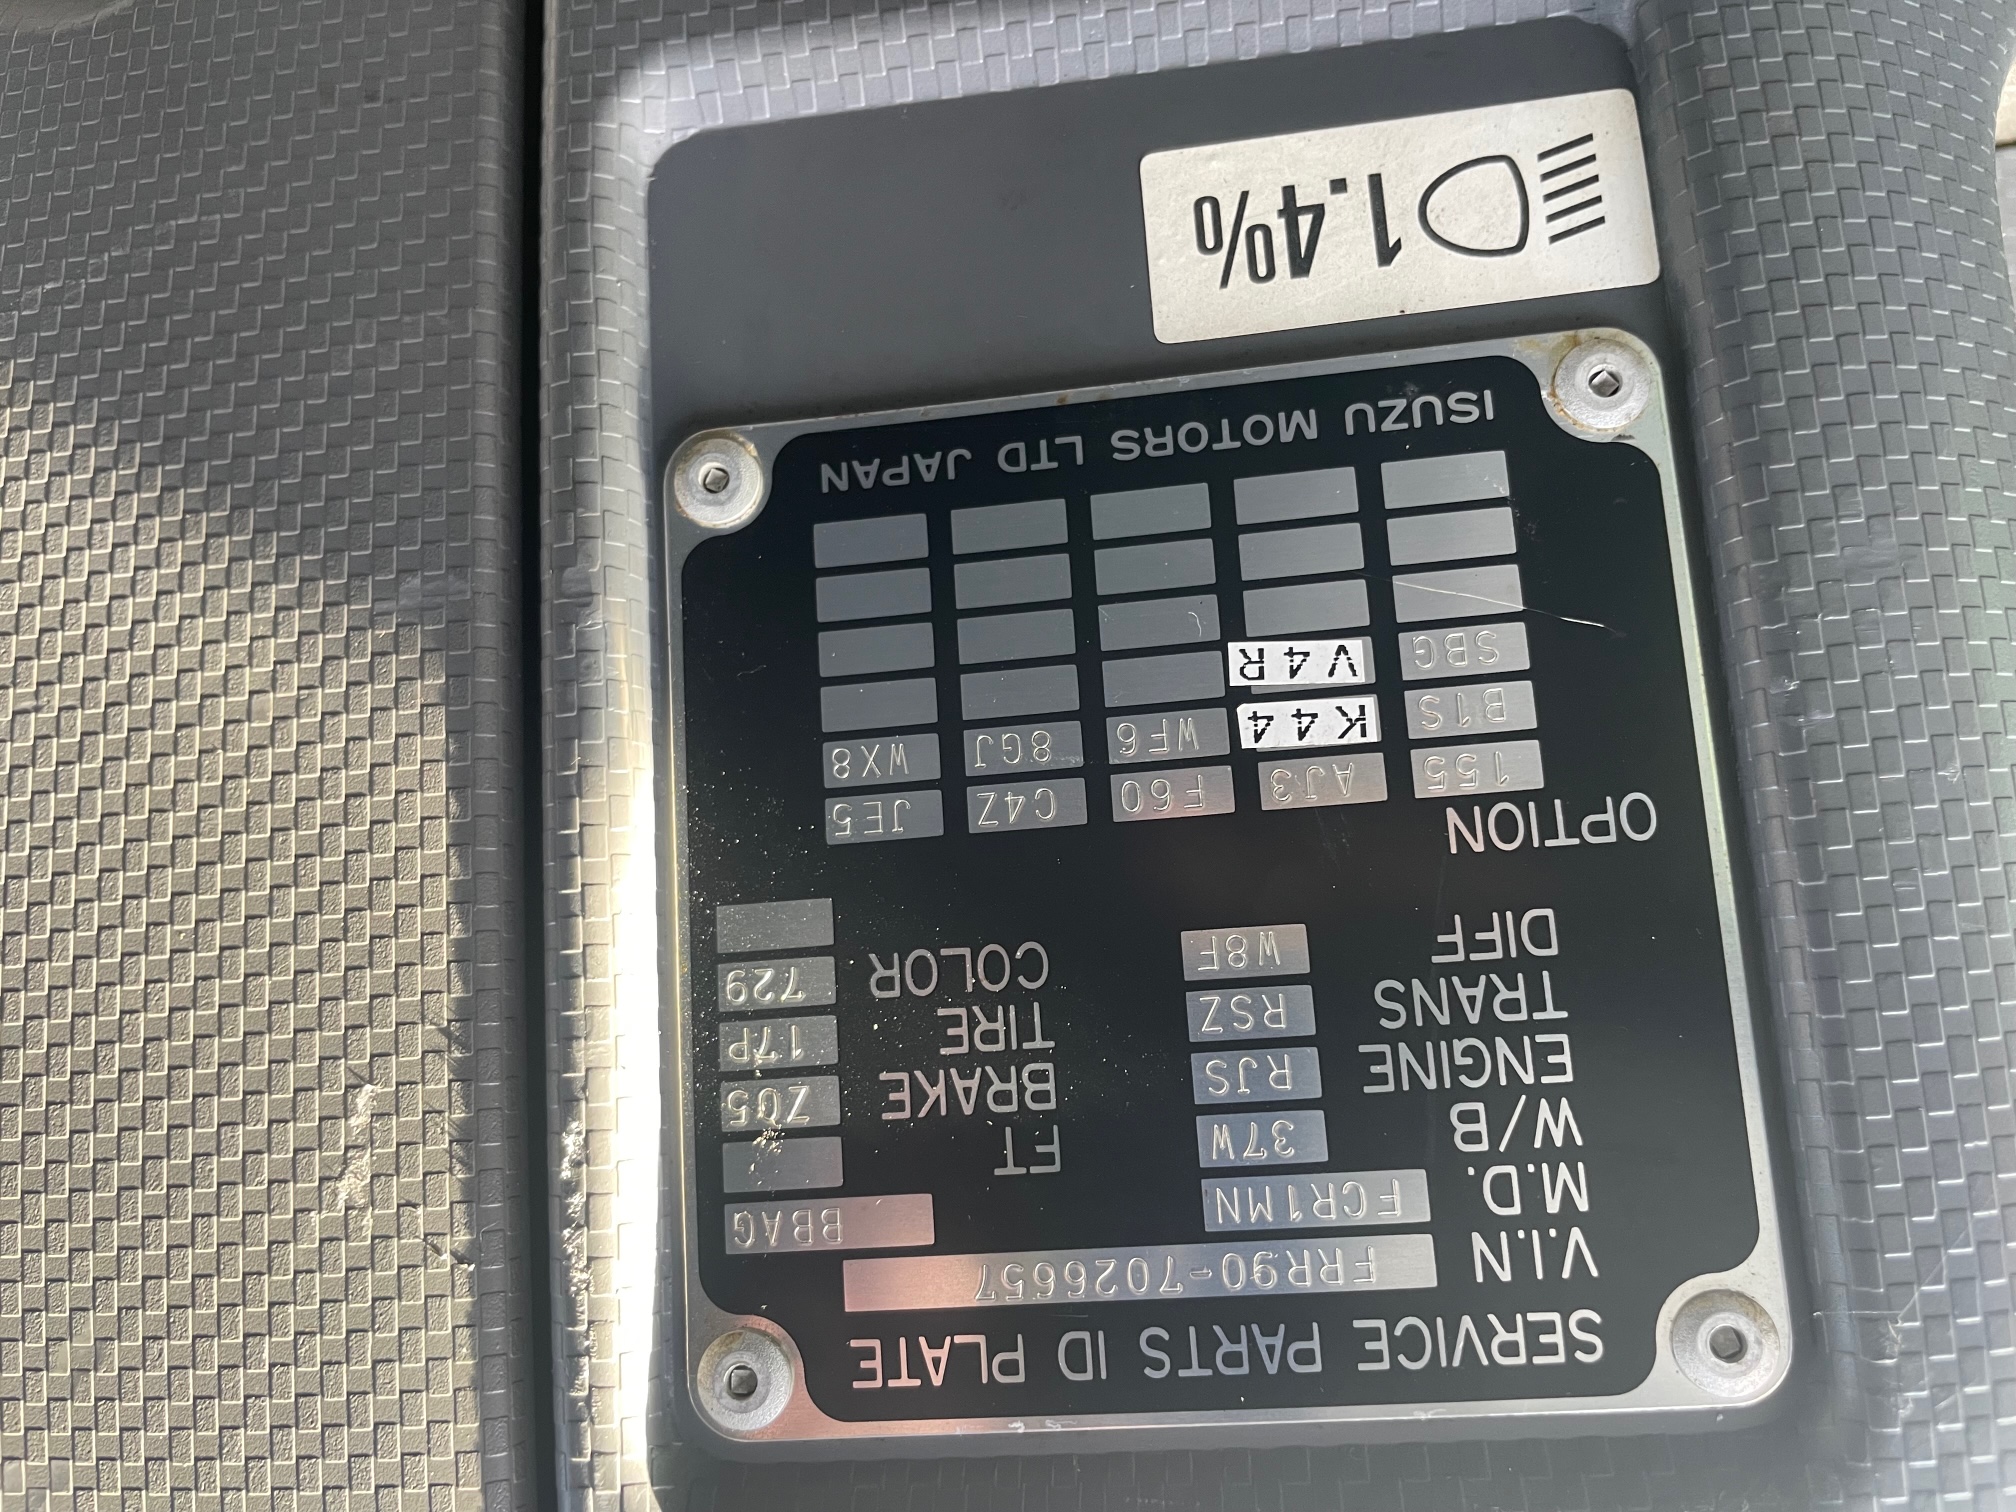 SERVICE PARTS ID PLATE
V.I.N FRR90-7026657
M.D. FCR1MN BBAG
W/B 37W FT
ENGINE RJS BRAKE Z05
TRANS RSZ TIRE 17P
DIFF W8F COLOR 729
OPTION
155 AJ3 F60 C4Z JE5
B1S K44 WF6 8GJ WX8
SBG V4R
ISUZU MOTORS LTD JAPAN
1.4%